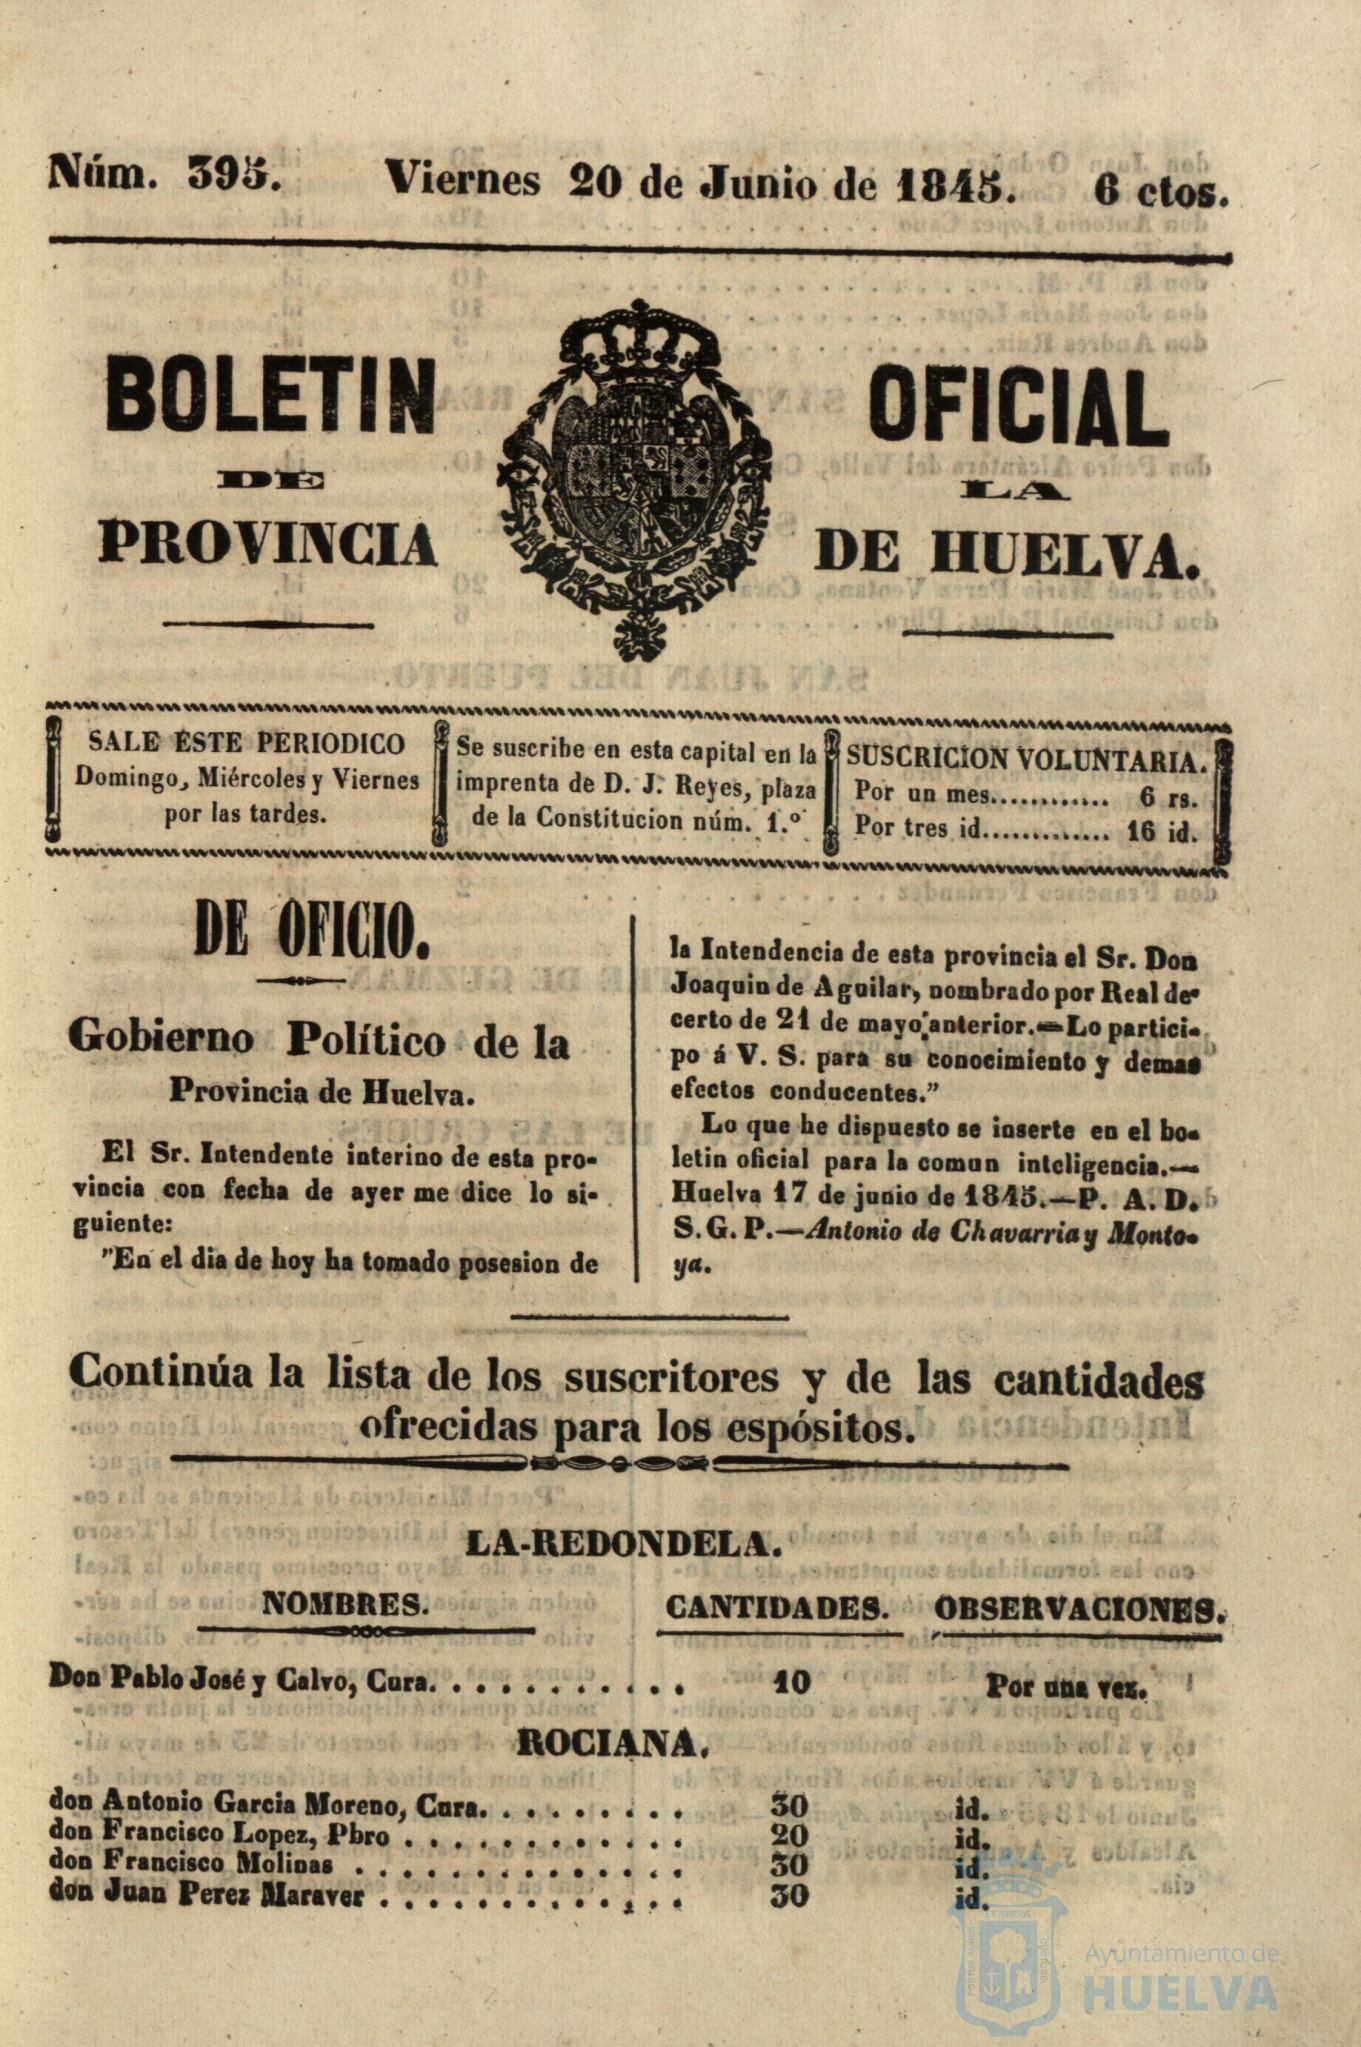 Núm. 395. Viernes 20 de Junio de 1845. 6 ctos.
BOLETIN OFICIAL
DE LA
PROVINCIA DE HUELVA.
SALE ESTE PERIODICO
Domingo, Miércoles y Viernes
por las tardes.
Se suscribe en esta capital en la
imprenta de D. J. Reyes, plaza
de la Constitucion núm. 1.º
SUSCRICION VOLUNTARIA.
Por un mes............ 6 rs.
Por tres id............. 16 id.
DE OFICIO.
Gobierno Político de la
Provincia de Huelva.
El Sr. Intendente interino de esta pro-
vincia con fecha de ayer me dice lo si-
guiente:
"En el dia de hoy ha tomado posesion de
la Intendencia de esta provincia el Sr. Don
Joaquin de Aguilar, nombrado por Real de-
certo de 21 de mayo anterior.—Lo partici-
po á V. S. para su conocimiento y demas
efectos conducentes."
Lo que he dispuesto se inserte en el bo-
letin oficial para la comun inteligencia.—
Huelva 17 de junio de 1845.—P. A. D.
S. G. P.—Antonio de Chavarria y Monto-
ya.
Continúa la lista de los suscritores y de las cantidades
ofrecidas para los espósitos.
LA-REDONDELA.
NOMBRES. CANTIDADES. OBSERVACIONES.
Don Pablo José y Calvo, Cura. . . . . . . . . . . 10 Por una vez.
ROCIANA.
don Antonio Garcia Moreno, Cura. . . . . . . . . 30 id.
don Francisco Lopez, Pbro . . . . . . . . . . . . 20 id.
don Francisco Molinas . . . . . . . . . . . . . . 30 id.
don Juan Perez Maraver . . . . . . . . . . . . . 30 id.
Ayuntamiento de
HUELVA